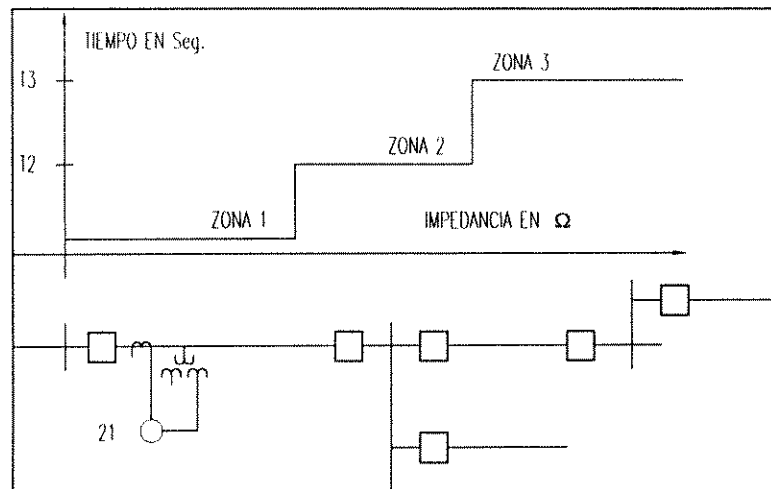 TIEMPO EN Seg.
T3
ZONA 3
T2
ZONA 2
ZONA 1
IMPEDANCIA EN Ω
21